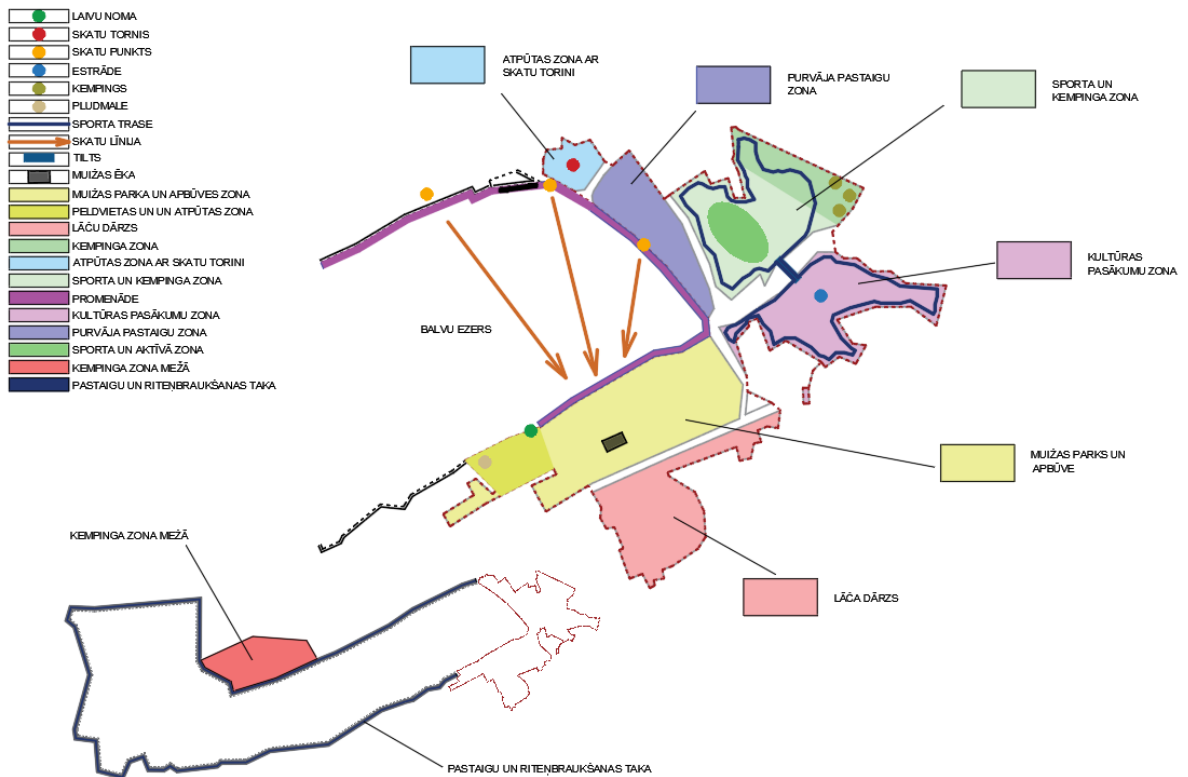 LAIVU NOMA
SKATU TORNIS
SKATU PUNKTS
ESTRĀDE
KEMPINGS
PLUDMALE
SPORTA TRASE
SKATU LĪNIJA
TILTS
MUIŽAS ĒKA
MUIŽAS PARKA UN APBŪVES ZONA
PELDVIETAS UN UN ATPŪTAS ZONA
LĀČU DĀRZS
KEMPINGA ZONA
ATPŪTAS ZONA AR SKATU TORINI
SPORTA UN KEMPINGA ZONA
PROMENĀDE
KULTŪRAS PASĀKUMU ZONA
PURVĀJA PASTAIGU ZONA
SPORTA UN AKTĪVĀ ZONA
KEMPINGA ZONA MEŽĀ
PASTAIGU UN RITEŅBRAUKŠANAS TAKA
ATPŪTAS ZONA AR
SKATU TORINI
PURVĀJA PASTAIGU
ZONA
SPORTA UN
KEMPINGA ZONA
KULTŪRAS
PASĀKUMU ZONA
BALVU EZERS
MUIŽAS PARKS UN
APBŪVE
LĀČA DĀRZS
KEMPINGA ZONA MEŽĀ
PASTAIGU UN RITEŅBRAUKŠANAS TAKA